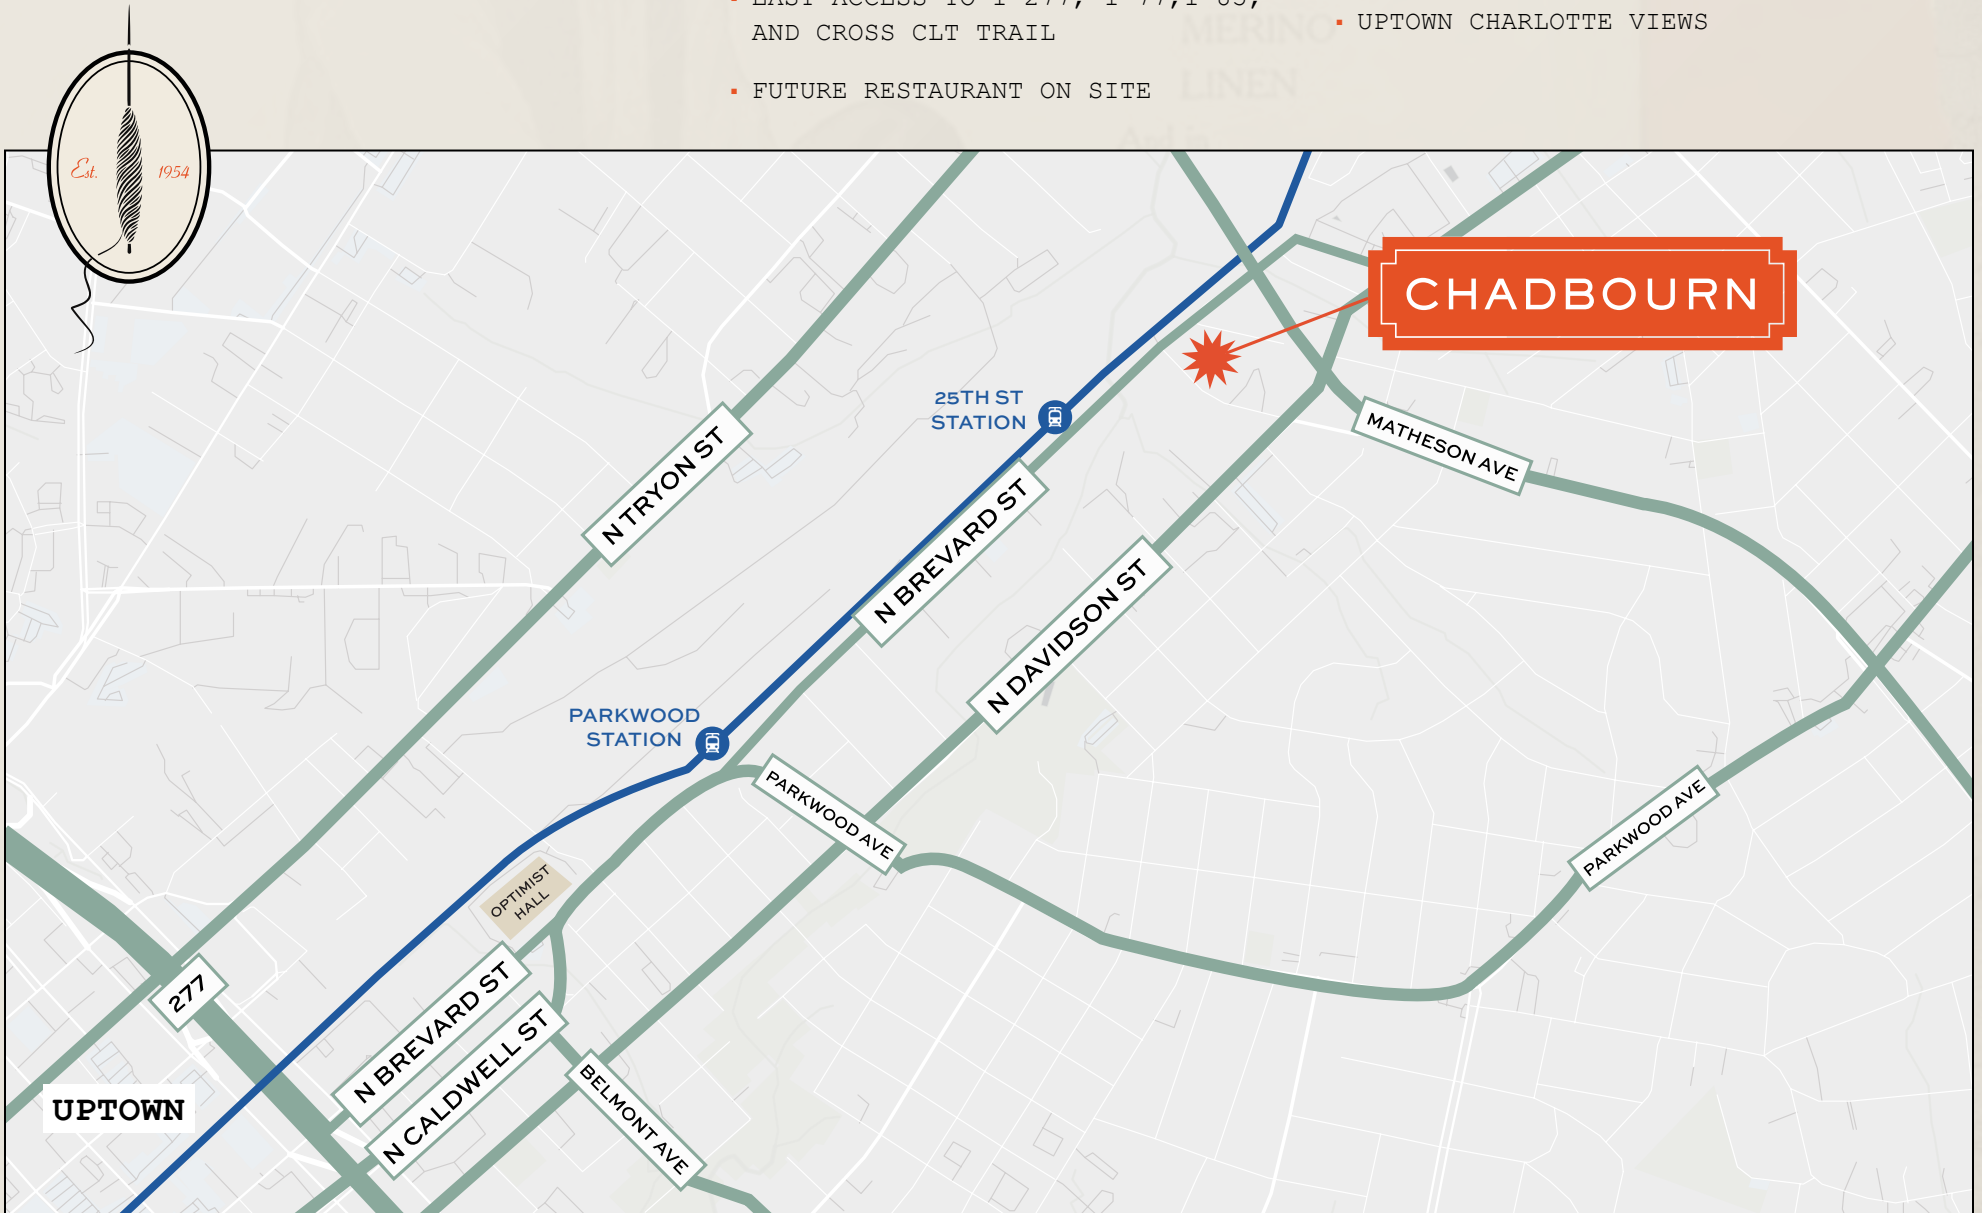 AND CROSS CLT TRAIL
▪ FUTURE RESTAURANT ON SITE
▪ UPTOWN CHARLOTTE VIEWS
MERINO
LINEN
Est. 1954
CHADBOURN
25TH ST
STATION
MATHESON AVE
N TRYON ST
N BREVARD ST
N DAVIDSON ST
PARKWOOD
STATION
PARKWOOD AVE
PARKWOOD AVE
OPTIMIST
HALL
277
N BREVARD ST
N CALDWELL ST
BELMONT AVE
UPTOWN